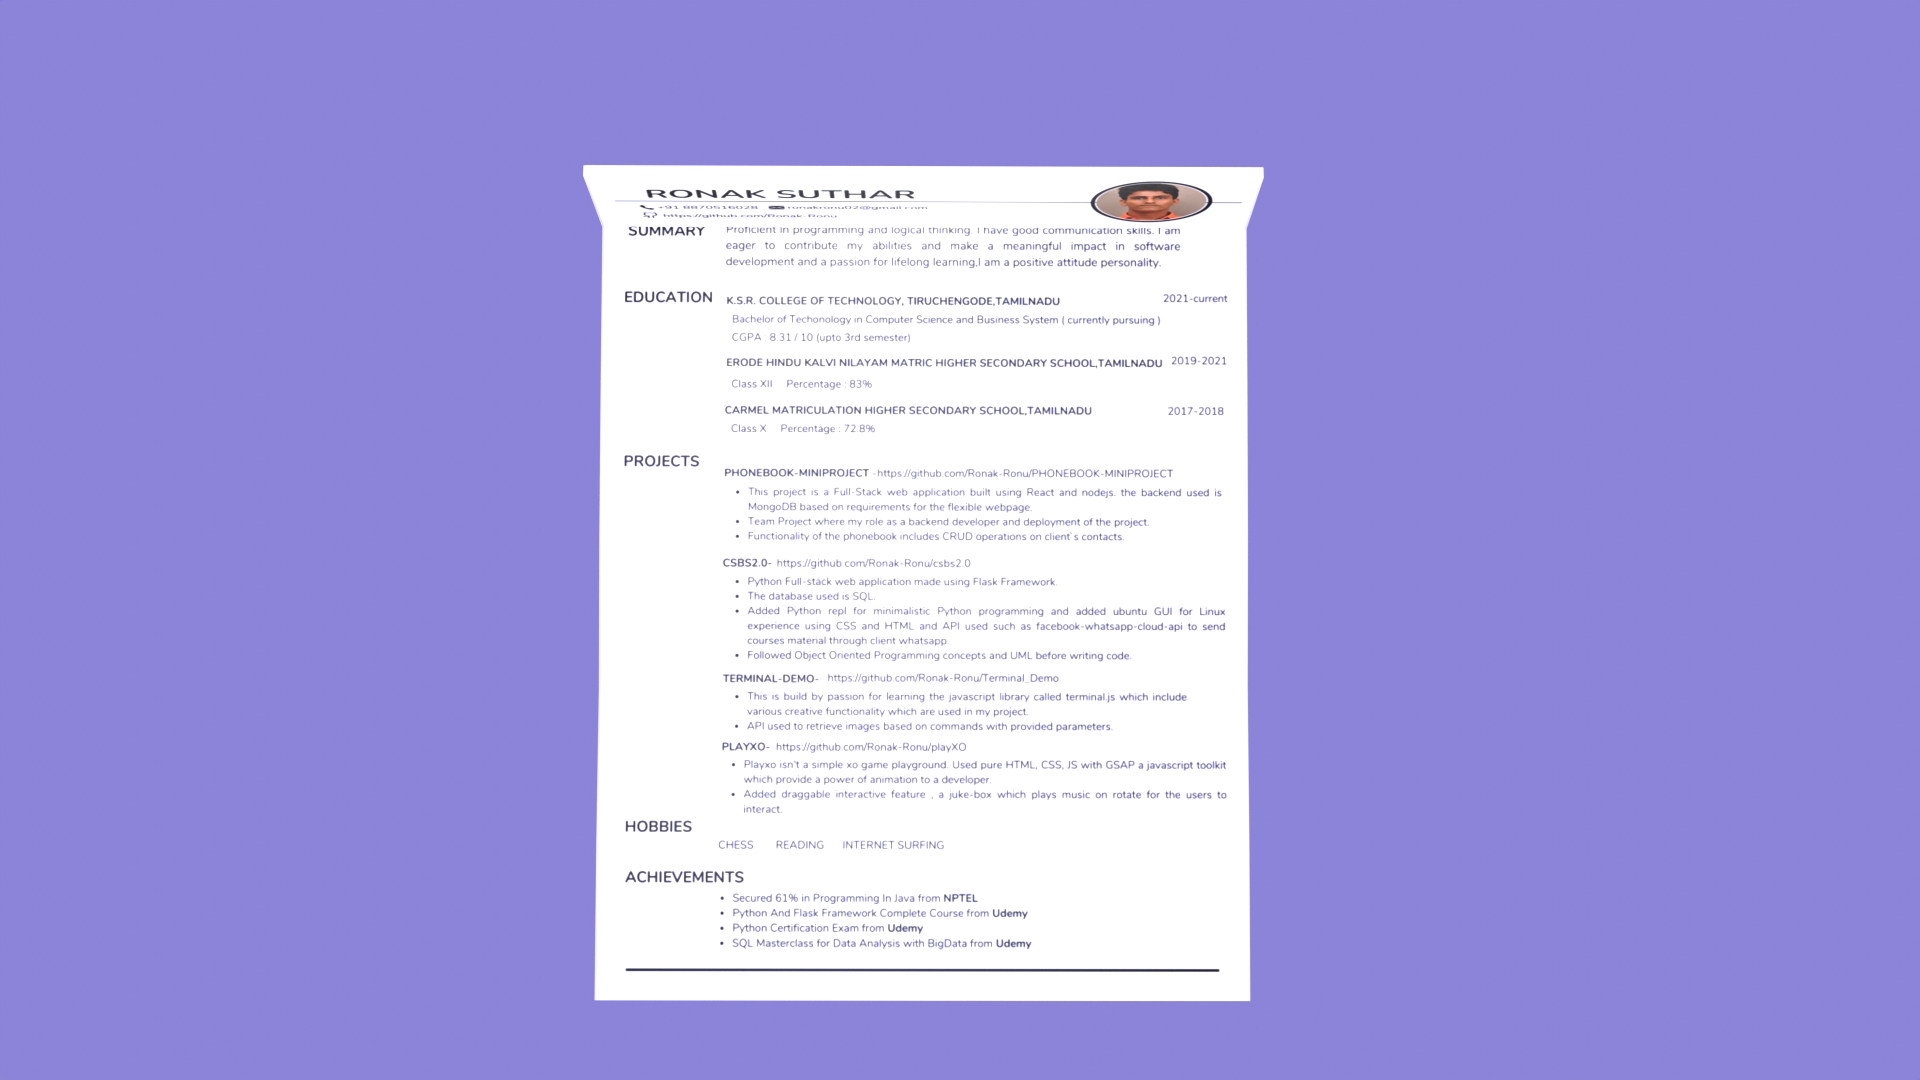 RONAK SUTHAR
+91 8870516028 ronakronu02@gmail.com
https://github.com/Ronak-Ronu
SUMMARY
Proficient in programming and logical thinking. I have good communication skills. I am
eager to contribute my abilities and make a meaningful impact in software
development and a passion for lifelong learning,I am a positive attitude personality.
EDUCATION
K.S.R. COLLEGE OF TECHNOLOGY, TIRUCHENGODE,TAMILNADU 2021-current
Bachelor of Techonology in Computer Science and Business System ( currently pursuing )
CGPA : 8.31 / 10 (upto 3rd semester)
ERODE HINDU KALVI NILAYAM MATRIC HIGHER SECONDARY SCHOOL,TAMILNADU 2019-2021
Class XII Percentage : 83%
CARMEL MATRICULATION HIGHER SECONDARY SCHOOL,TAMILNADU 2017-2018
Class X Percentage : 72.8%
PROJECTS
PHONEBOOK-MINIPROJECT - https://github.com/Ronak-Ronu/PHONEBOOK-MINIPROJECT
• This project is a Full-Stack web application built using React and nodejs. the backend used is
MongoDB based on requirements for the flexible webpage.
• Team Project where my role as a backend developer and deployment of the project.
• Functionality of the phonebook includes CRUD operations on client's contacts.
CSBS2.0- https://github.com/Ronak-Ronu/csbs2.0
• Python Full-stack web application made using Flask Framework.
• The database used is SQL.
• Added Python repl for minimalistic Python programming and added ubuntu GUI for Linux
experience using CSS and HTML and API used such as facebook-whatsapp-cloud-api to send
courses material through client whatsapp.
• Followed Object Oriented Programming concepts and UML before writing code.
TERMINAL-DEMO- https://github.com/Ronak-Ronu/Terminal_Demo
• This is build by passion for learning the javascript library called terminal.js which include
various creative functionality which are used in my project.
• API used to retrieve images based on commands with provided parameters.
PLAYXO- https://github.com/Ronak-Ronu/playXO
• Playxo isn't a simple xo game playground. Used pure HTML, CSS, JS with GSAP a javascript toolkit
which provide a power of animation to a developer.
• Added draggable interactive feature , a juke-box which plays music on rotate for the users to
interact.
HOBBIES
CHESS READING INTERNET SURFING
ACHIEVEMENTS
• Secured 61% in Programming In Java from NPTEL
• Python And Flask Framework Complete Course from Udemy
• Python Certification Exam from Udemy
• SQL Masterclass for Data Analysis with BigData from Udemy